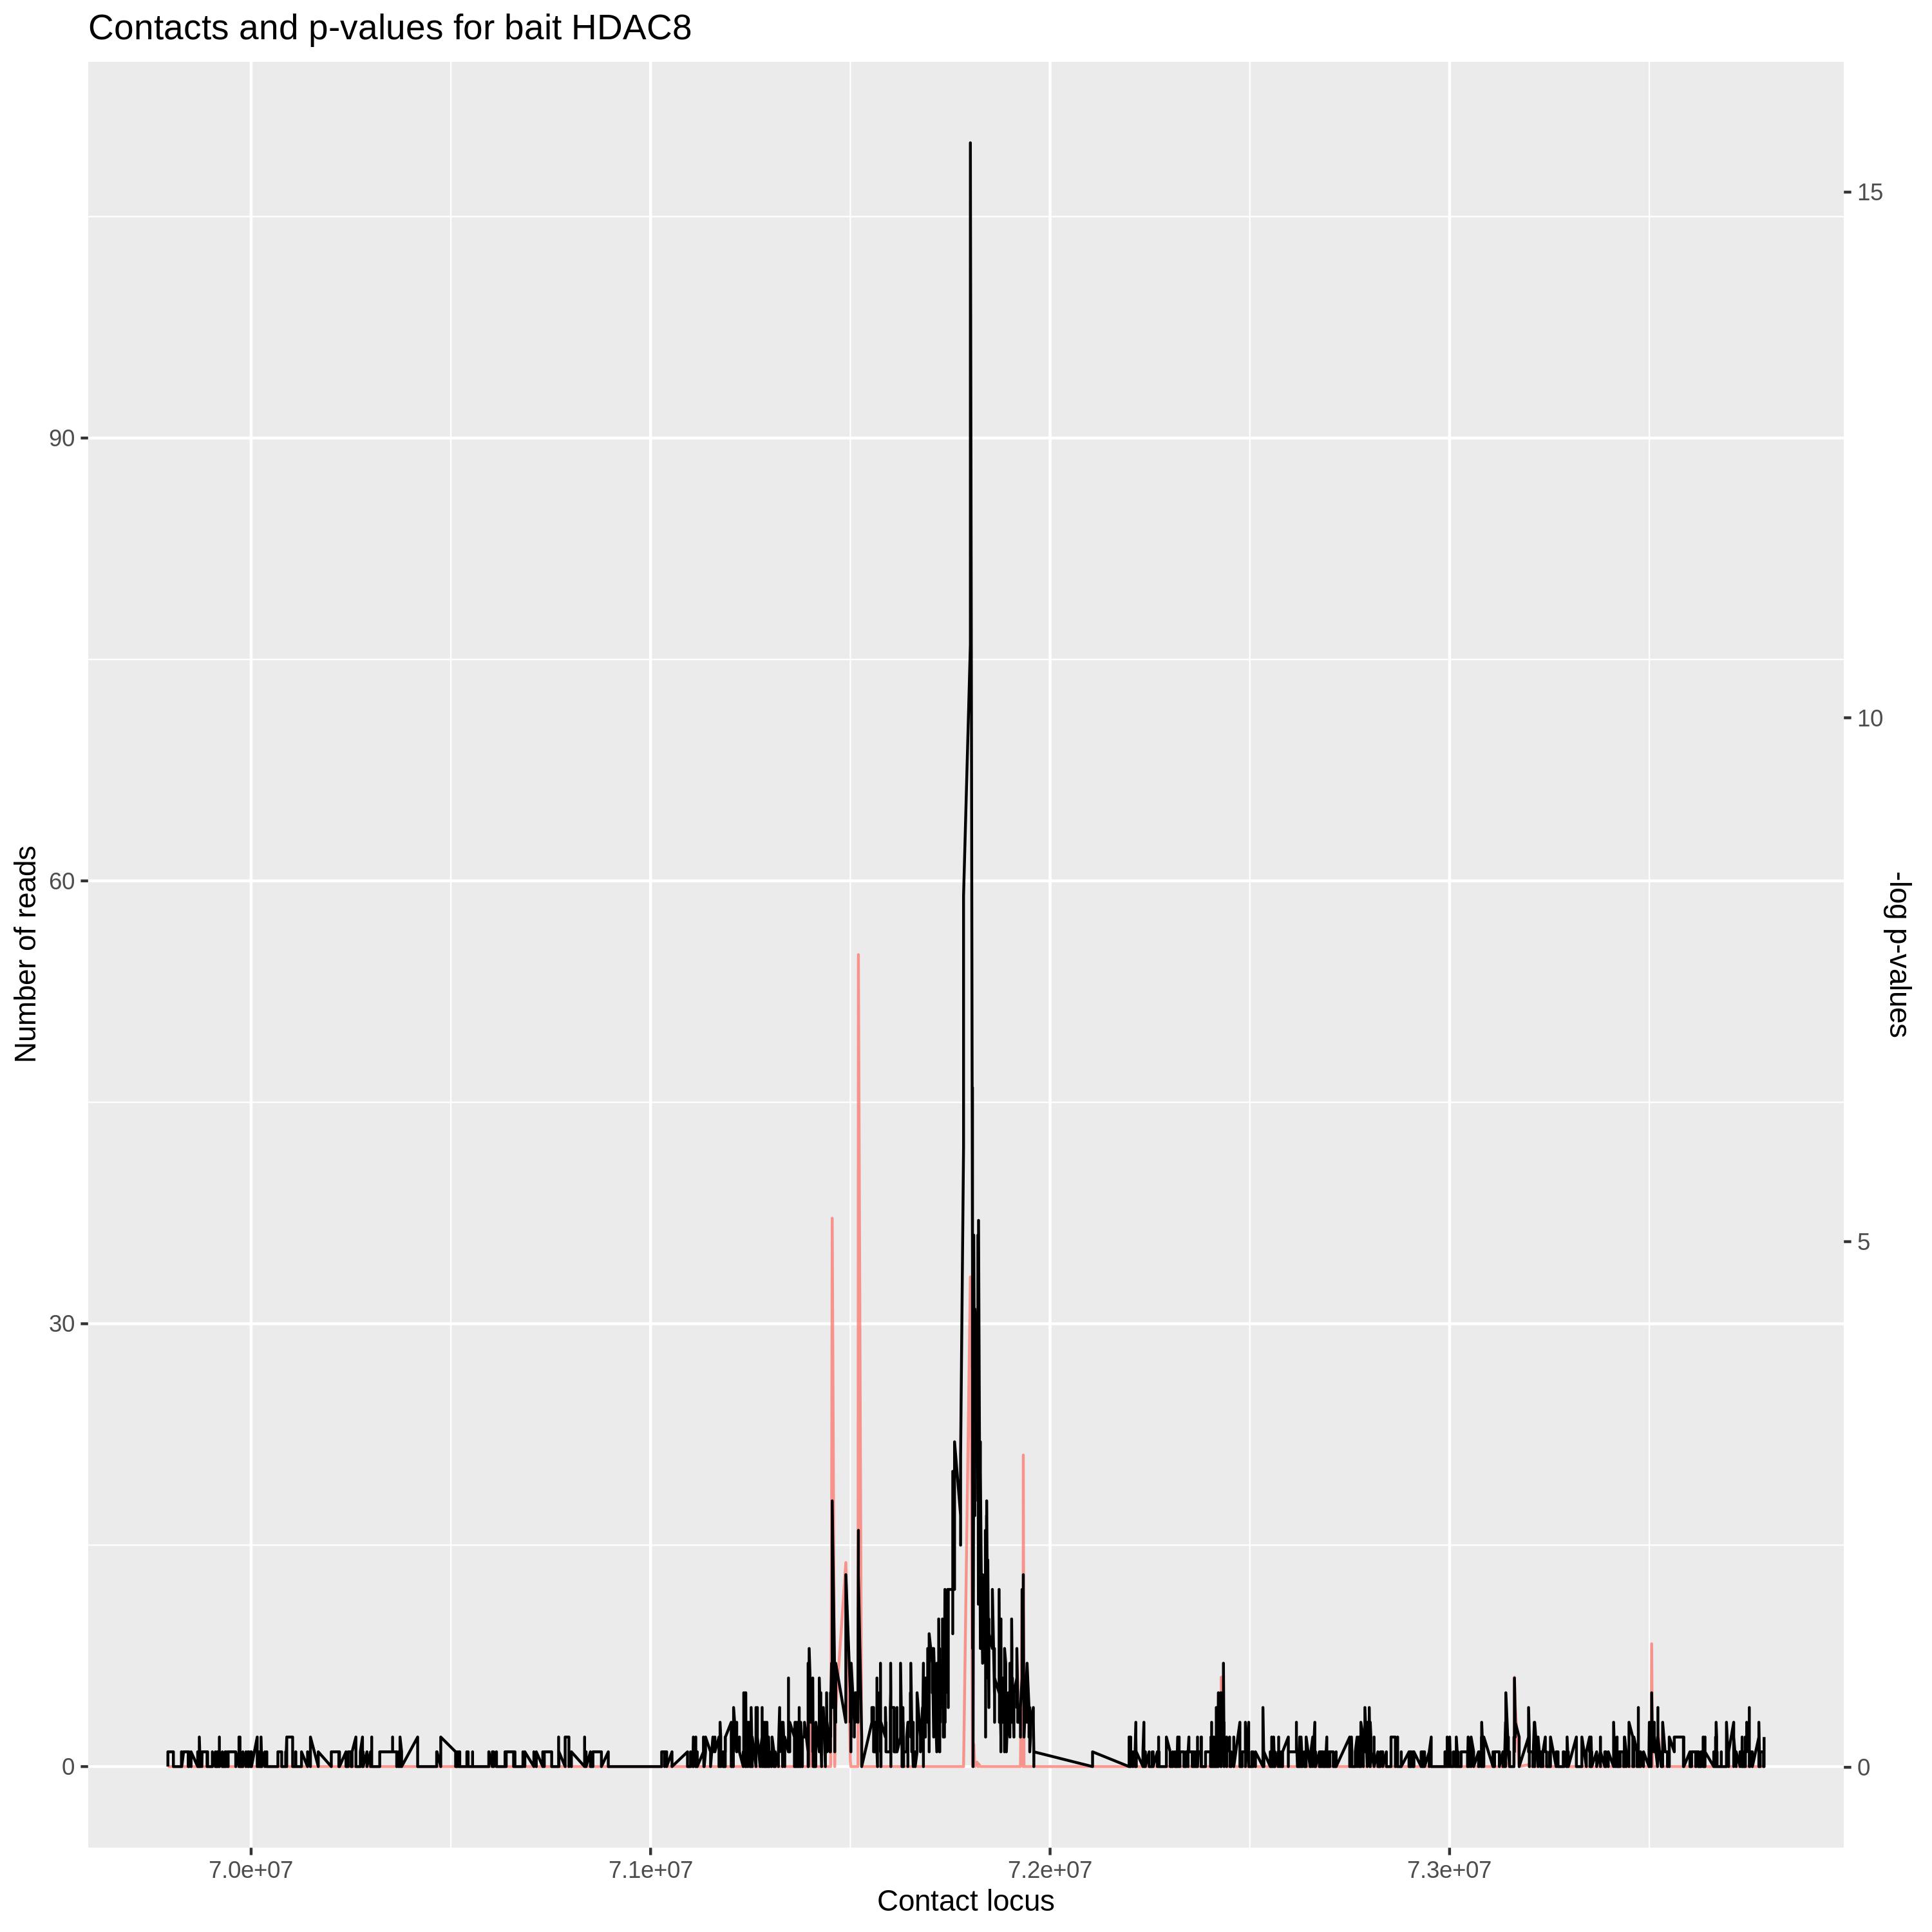 Contacts and p-values for bait HDAC8
Number of reads
90
60
30
0
15
10
5
0
-log p-values
7.0e+07 7.1e+07 7.2e+07 7.3e+07
Contact locus